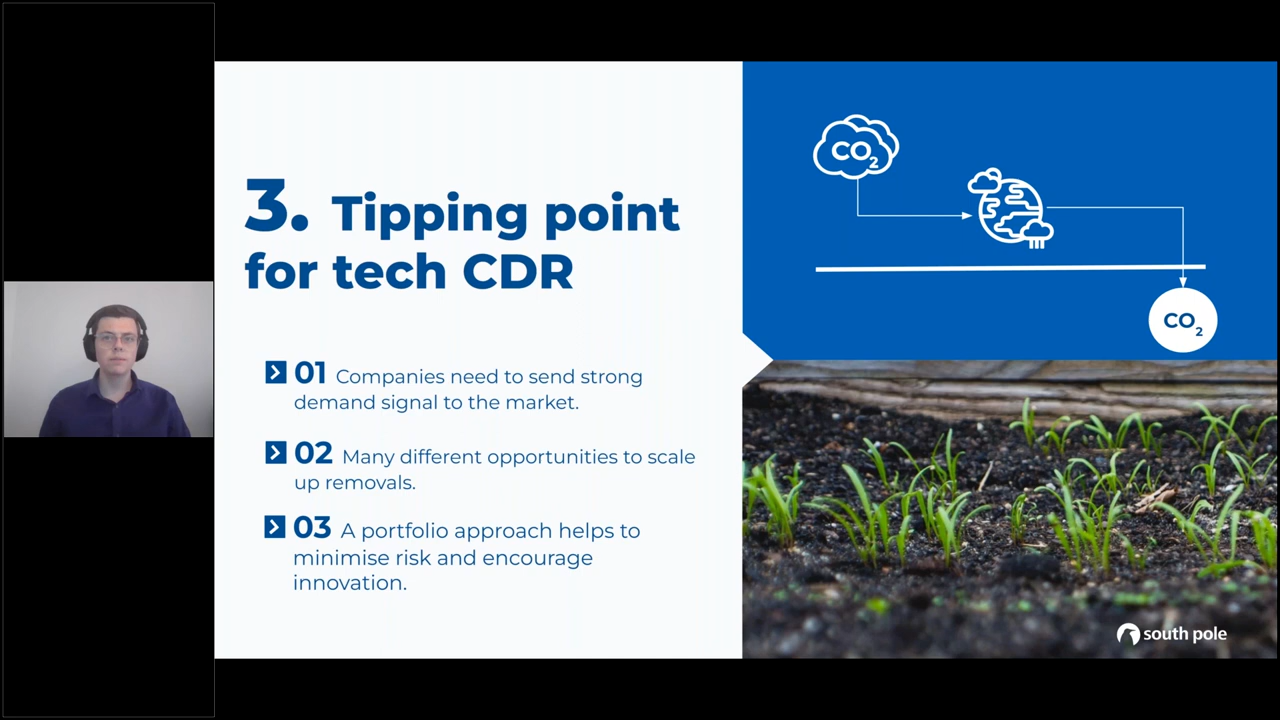 3. Tipping point
for tech CDR
01 Companies need to send strong
demand signal to the market.
02 Many different opportunities to scale
up removals.
03 A portfolio approach helps to
minimise risk and encourage
innovation.
CO2
CO2
south pole